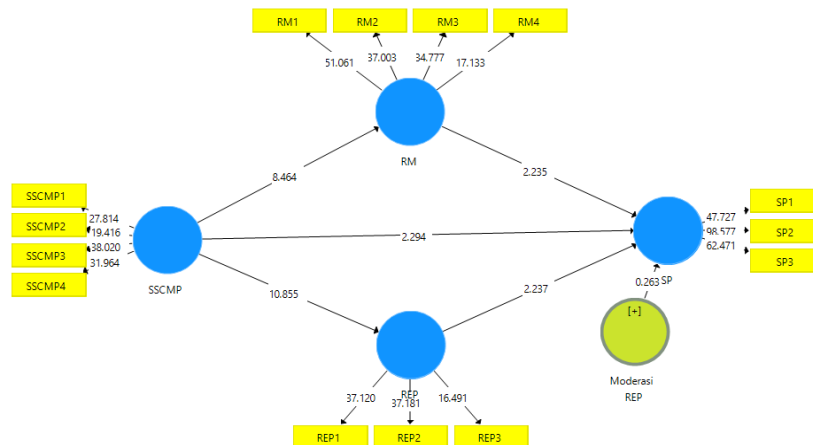 RM1
RM2
RM3
RM4
51.061
37.003
34.777
17.133
RM
8.464
2.235
SSCMP1
SSCMP2
SSCMP3
SSCMP4
27.814
19.416
38.020
31.964
SSCMP
2.294
SP1
SP2
SP3
47.727
98.577
62.471
SP
0.263
10.855
2.237
[+]
Moderasi
REP
REP
37.120
37.181
16.491
REP1
REP2
REP3